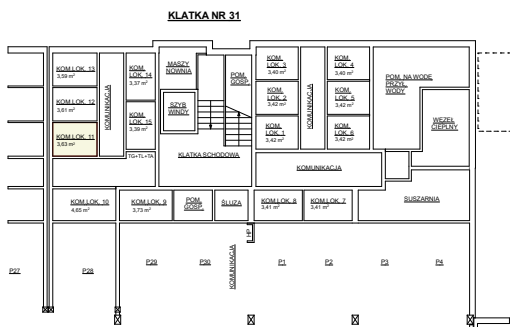 KLATKA NR 31
KOM.LOK. 13
3,59 m²
KOM.LOK. 12
3,61 m²
KOM.LOK. 11
3,63 m²
KOMUNIKACJA
KOM.
LOK. 14
3,37 m²
KOM.
LOK. 15
3,39 m²
TG+TL+TA
MASZY
NOWNIA
SZYB
WINDY
POM.
GOSP.
KLATKA SCHODOWA
KOM.
LOK. 3
3,40 m²
KOM.
LOK. 2
3,42 m²
KOM.
LOK. 1
3,42 m²
KOMUNIKACJA
KOM.
LOK. 4
3,40 m²
KOM.
LOK. 5
3,42 m²
KOM.
LOK. 6
3,42 m²
POM. NA WODĘ
PRZYŁ.
WODY
WĘZEŁ
CIEPLNY
KOMUNIKACJA
KOM.LOK. 10
4,65 m²
KOM.LOK. 9
3,73 m²
POM.
GOSP.
ŚLUZA
KOM.LOK. 8
3,41 m²
KOM.LOK. 7
3,41 m²
SUSZARNIA
HP
KOMUNIKACJA
P27
P28
P29
P30
P1
P2
P3
P4